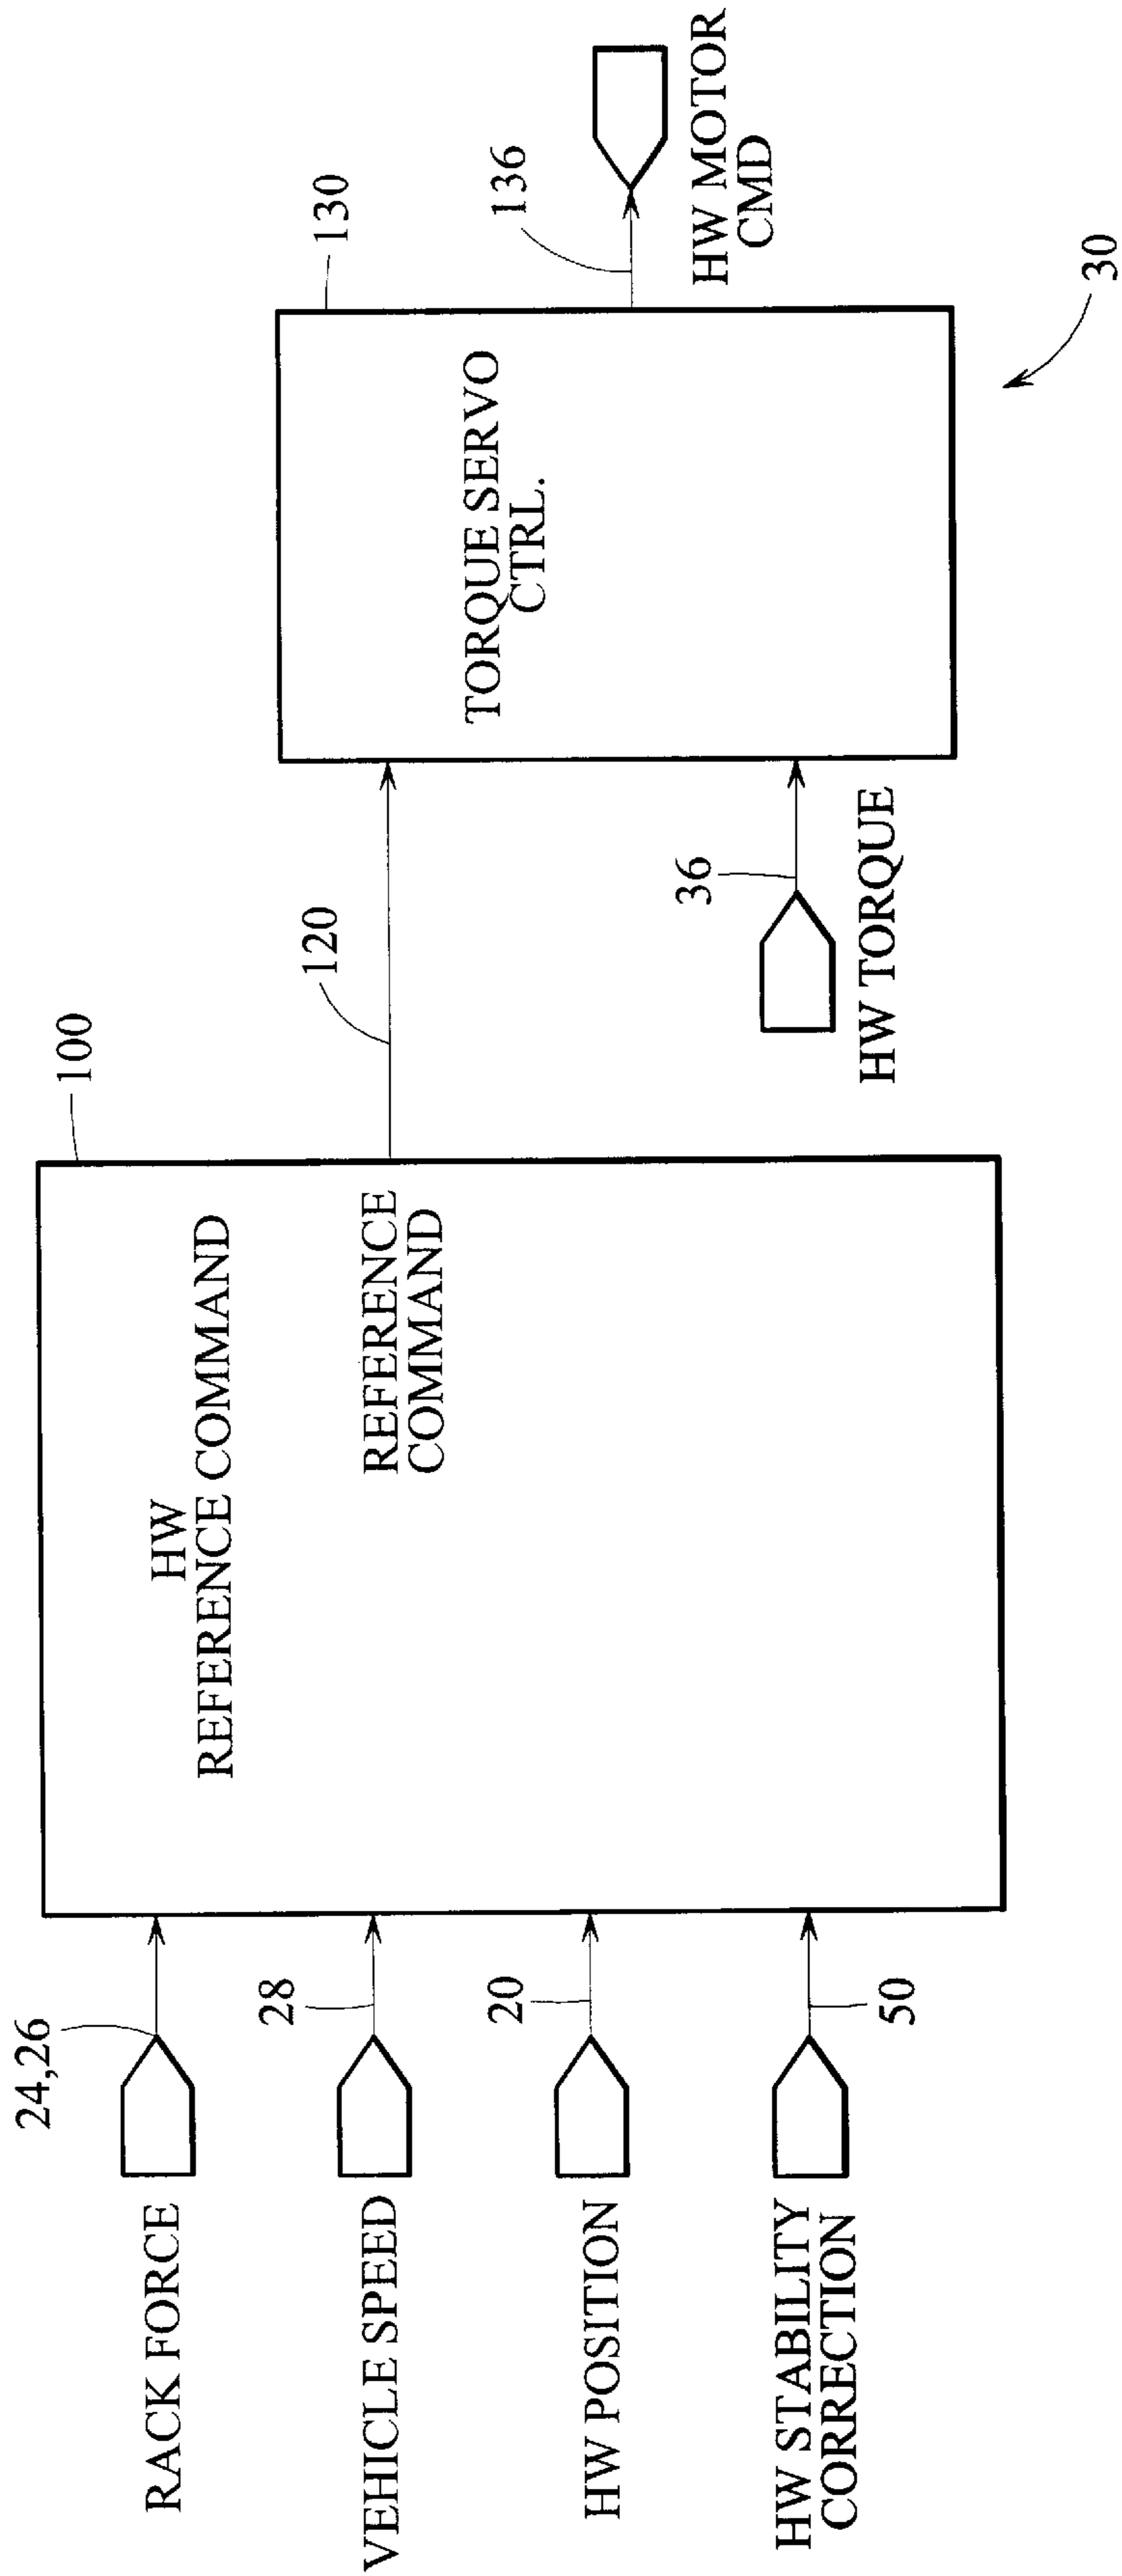 24,26
RACK FORCE
28
VEHICLE SPEED
20
HW POSITION
50
HW STABILITY
CORRECTION
100
HW
REFERENCE COMMAND
REFERENCE
COMMAND
120
36
HW TORQUE
130
TORQUE SERVO
CTRL.
136
HW MOTOR
CMD
30